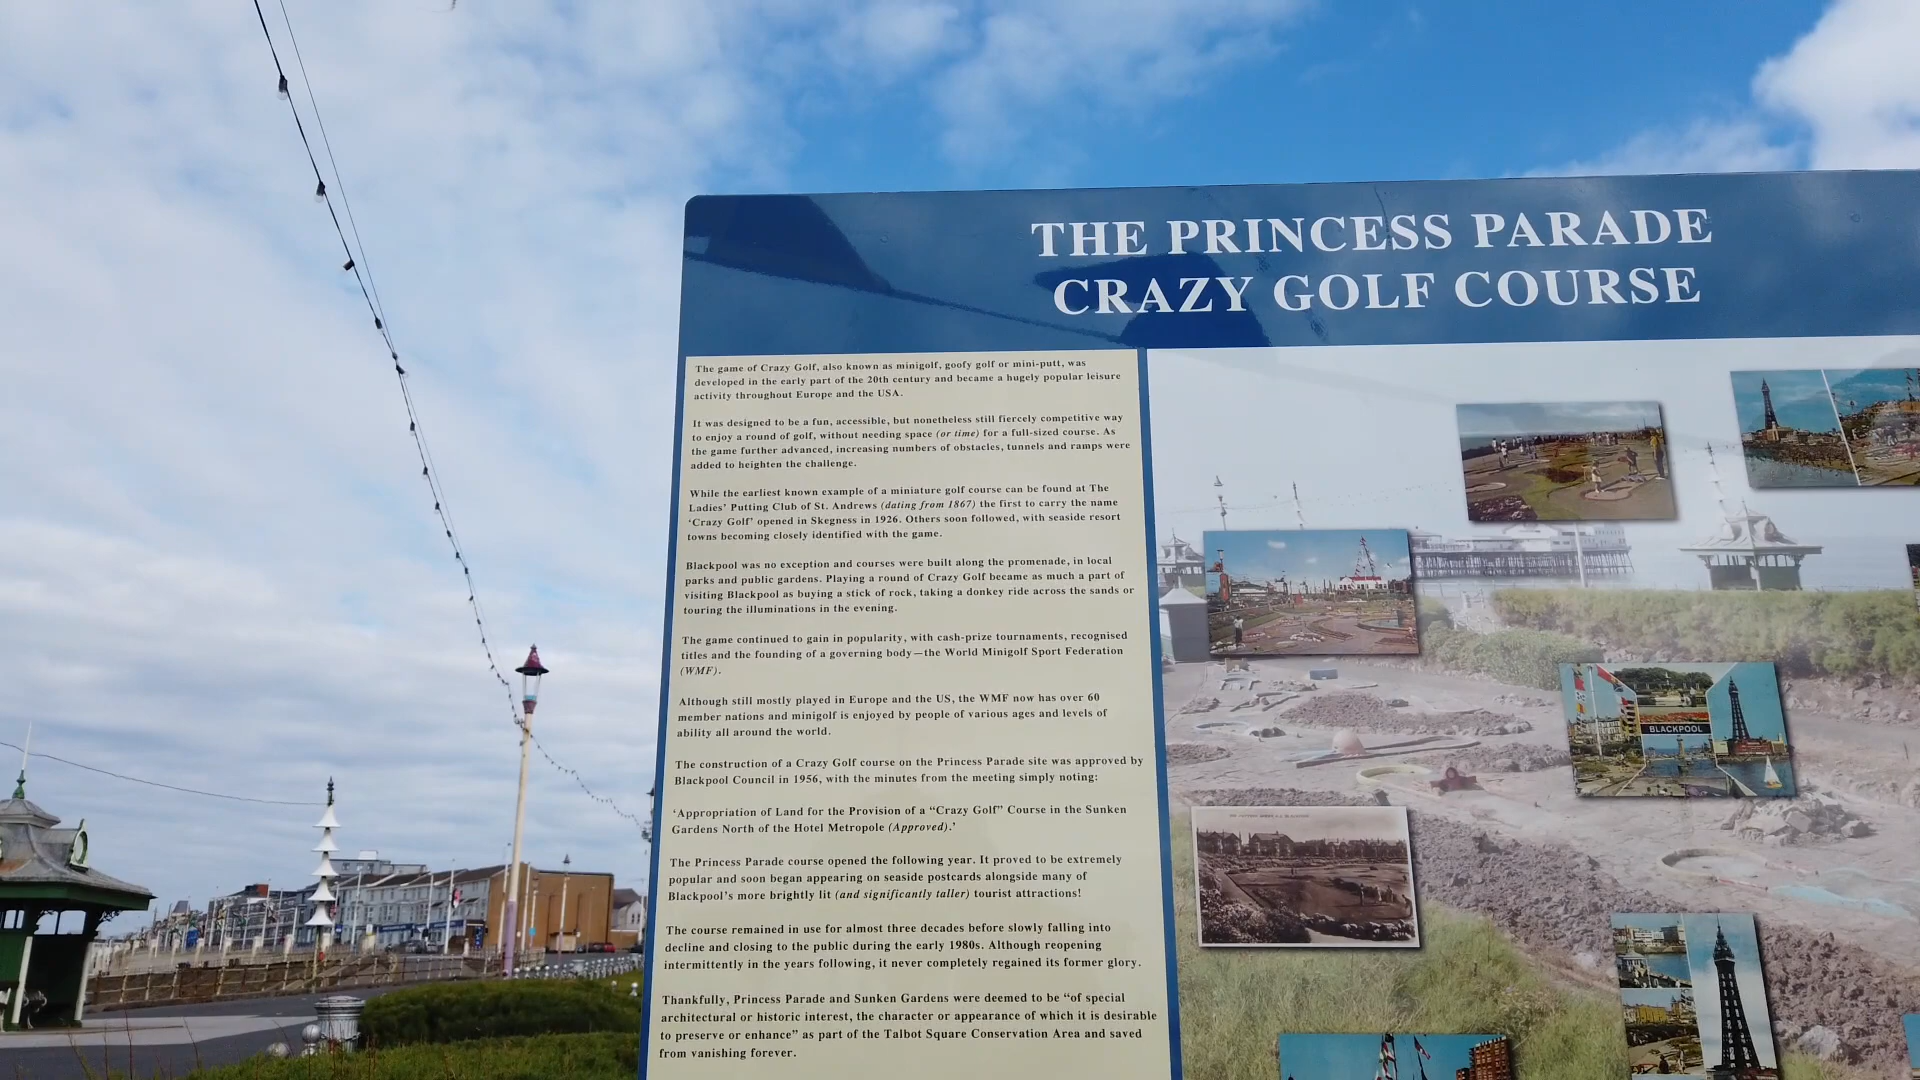 THE PRINCESS PARADE
CRAZY GOLF COURSE
The game of Crazy Golf, also known as minigolf, goofy golf or mini-putt, was
developed in the early part of the 20th century and became a hugely popular leisure
activity throughout Europe and the USA.
It was designed to be a fun, accessible, but nonetheless still fiercely competitive way
to enjoy a round of golf, without needing space (or time) for a full-sized course. As
the game further advanced, increasing numbers of obstacles, tunnels and ramps were
added to heighten the challenge.
While the earliest known example of a miniature golf course can be found at The
Ladies' Putting Club of St. Andrews (dating from 1867) the first to carry the name
'Crazy Golf' opened in Skegness in 1926. Others soon followed, with seaside resort
towns becoming closely identified with the game.
Blackpool was no exception and courses were built along the promenade, in local
parks and public gardens. Playing a round of Crazy Golf became as much a part of
visiting Blackpool as buying a stick of rock, taking a donkey ride across the sands or
touring the illuminations in the evening.
The game continued to gain in popularity, with cash-prize tournaments, recognised
titles and the founding of a governing body—the World Minigolf Sport Federation
(WMF).
Although still mostly played in Europe and the US, the WMF now has over 60
member nations and minigolf is enjoyed by people of various ages and levels of
ability all around the world.
The construction of a Crazy Golf course on the Princess Parade site was approved by
Blackpool Council in 1956, with the minutes from the meeting simply noting:
'Appropriation of Land for the Provision of a "Crazy Golf" Course in the Sunken
Gardens North of the Hotel Metropole (Approved).'
The Princess Parade course opened the following year. It proved to be extremely
popular and soon began appearing on seaside postcards alongside many of
Blackpool's more brightly lit (and significantly taller) tourist attractions!
The course remained in use for almost three decades before slowly falling into
decline and closing to the public during the early 1980s. Although reopening
intermittently in the years following, it never completely regained its former glory.
Thankfully, Princess Parade and Sunken Gardens were deemed to be "of special
architectural or historic interest, the character or appearance of which it is desirable
to preserve or enhance" as part of the Talbot Square Conservation Area and saved
from vanishing forever.
BLACKPOOL